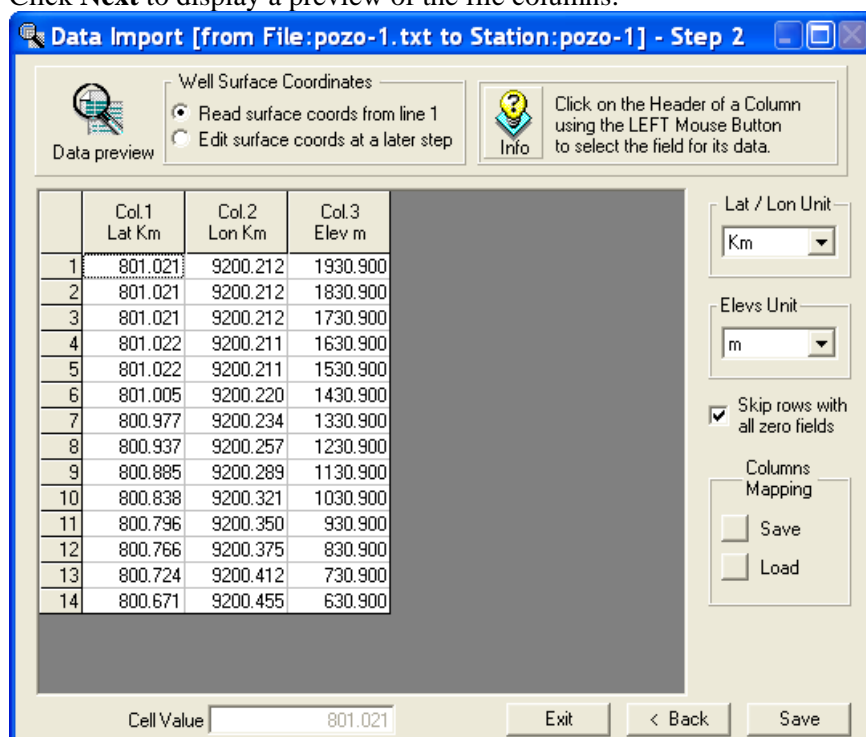 Click Next to display a preview of the file columns.
Data Import [from File:pozo-1.txt to Station:pozo-1] - Step 2
Data preview
Well Surface Coordinates
Read surface coords from line 1
Edit surface coords at a later step
Info
Click on the Header of a Column
using the LEFT Mouse Button
to select the field for its data.
Col.1 Col.2 Col.3
Lat Km Lon Km Elev m
1 801.021 9200.212 1930.900
2 801.021 9200.212 1830.900
3 801.021 9200.212 1730.900
4 801.022 9200.211 1630.900
5 801.022 9200.211 1530.900
6 801.005 9200.220 1430.900
7 800.977 9200.234 1330.900
8 800.937 9200.257 1230.900
9 800.885 9200.289 1130.900
10 800.838 9200.321 1030.900
11 800.796 9200.350 930.900
12 800.766 9200.375 830.900
13 800.724 9200.412 730.900
14 800.671 9200.455 630.900
Lat / Lon Unit
Km
Elevs Unit
m
Skip rows with
all zero fields
Columns
Mapping
Save
Load
Cell Value 801.021
Exit
< Back
Save